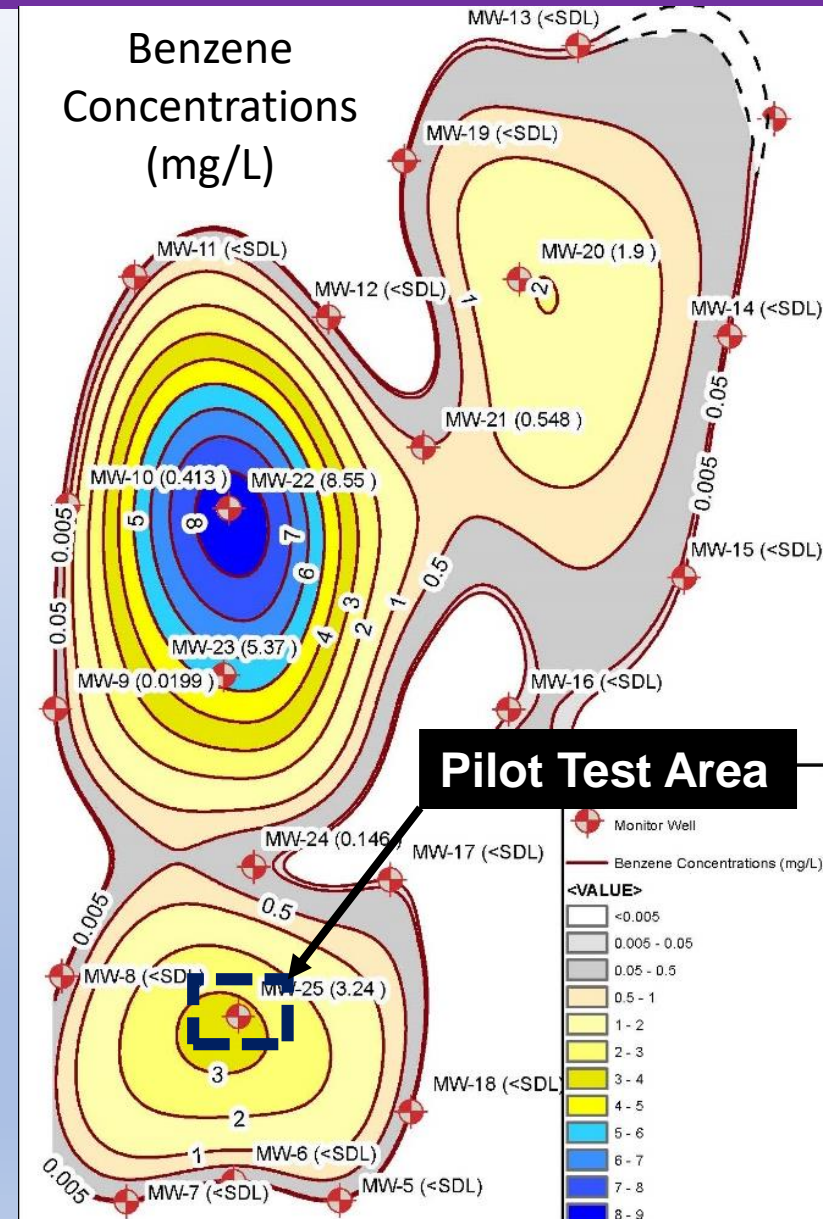 MW-13 (<SDL)
Benzene
Concentrations
(mg/L)
MW-19 (<SDL)
MW-11 (<SDL)
MW-20 (1.9 )
MW-12 (<SDL)
1
2
MW-14 (<SDL)
0.05
MW-21 (0.548 )
MW-10 (0.413 )
MW-22 (8.55 )
0.005
5
8
7
6
0.005
0.5
MW-15 (<SDL)
0.05
3
1
2
4
MW-23 (5.37 )
MW-9 (0.0199 )
MW-16 (<SDL)
Pilot Test Area
Monitor Well
MW-24 (0.146
MW-17 (<SDL)
Benzene Concentrations (mg/L)
<VALUE>
<0.005
0.005 - 0.05
0.05 - 0.5
0.5 - 1
1 - 2
2 - 3
3 - 4
4 - 5
5 - 6
6 - 7
7 - 8
8 - 9
0.5
0.005
MW-8 (<SDL)
MW-25 (3.24 )
3
MW-18 (<SDL)
2
1
MW-6 (<SDL)
0.005
MW-7 (<SDL)
MW-5 (<SDL)